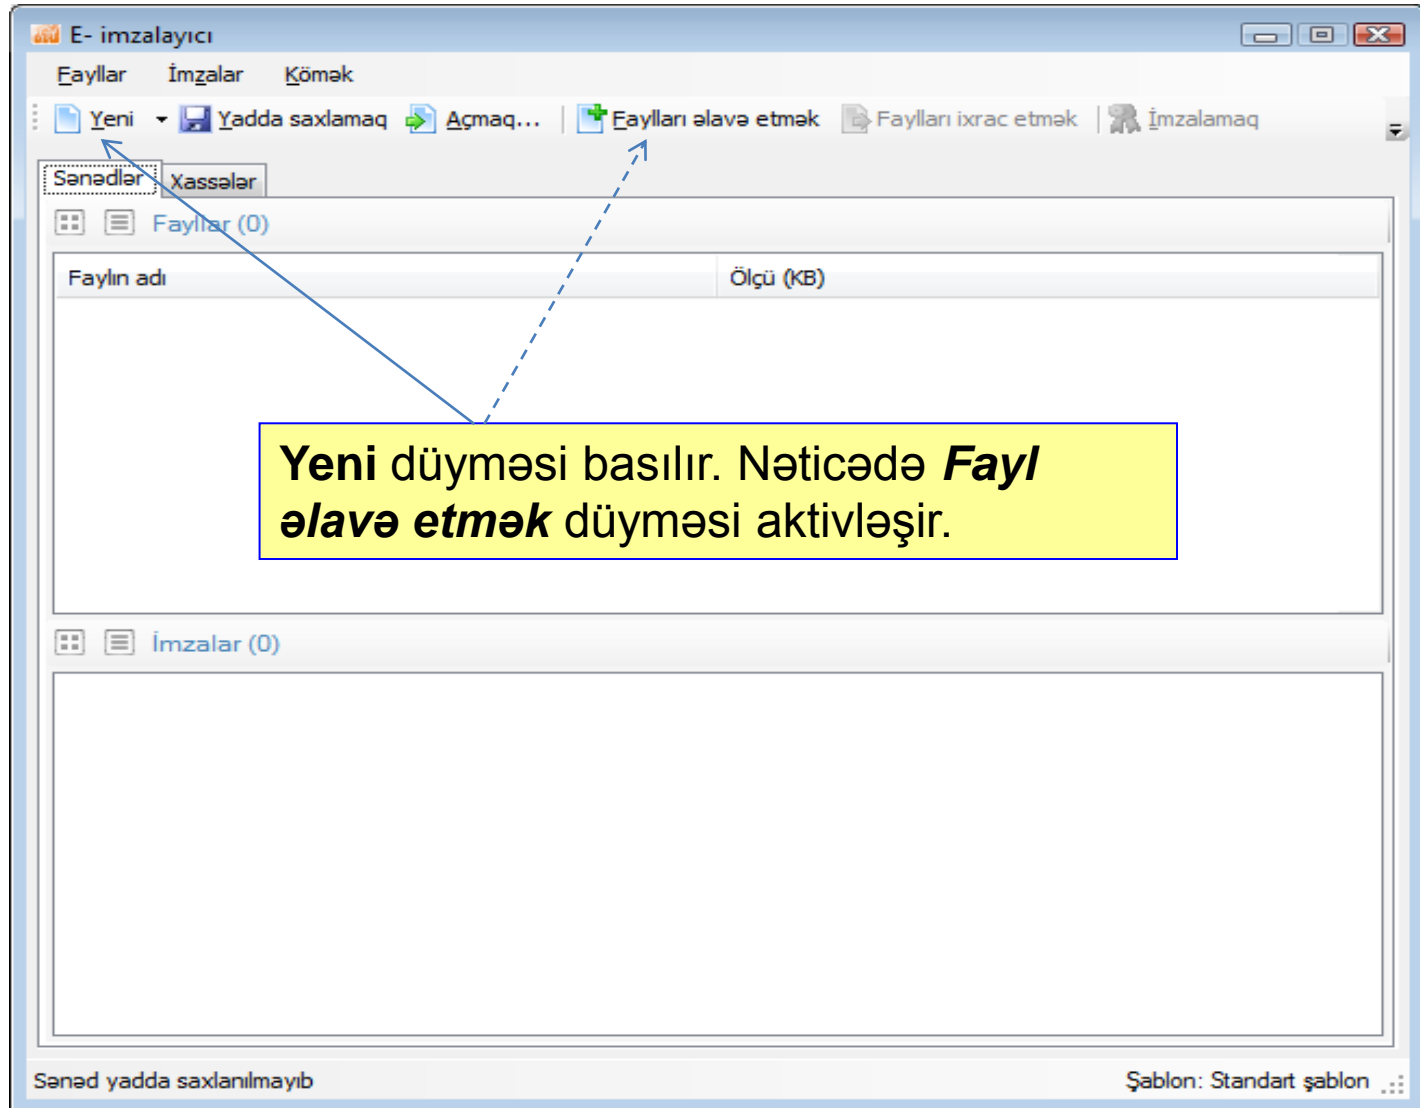 E- imzalayıcı
Fayllar İmzalar Kömək
Yeni Yadda saxlamaq Açmaq... Faylları əlavə etmək Faylları ixrac etmək İmzalamaq
Sənədlər Xassələr
Fayllar (0)
Faylın adı Ölçü (KB)
Yeni düyməsi basılır. Nəticədə Fayl
əlavə etmək düyməsi aktivləşir.
İmzalar (0)
Sənəd yadda saxlanılmayıb Şablon: Standart şablon